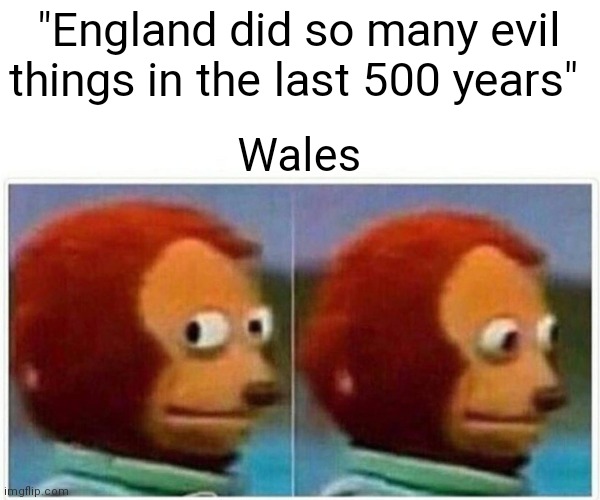 "England did so many evil
things in the last 500 years"
Wales
imgflip.com